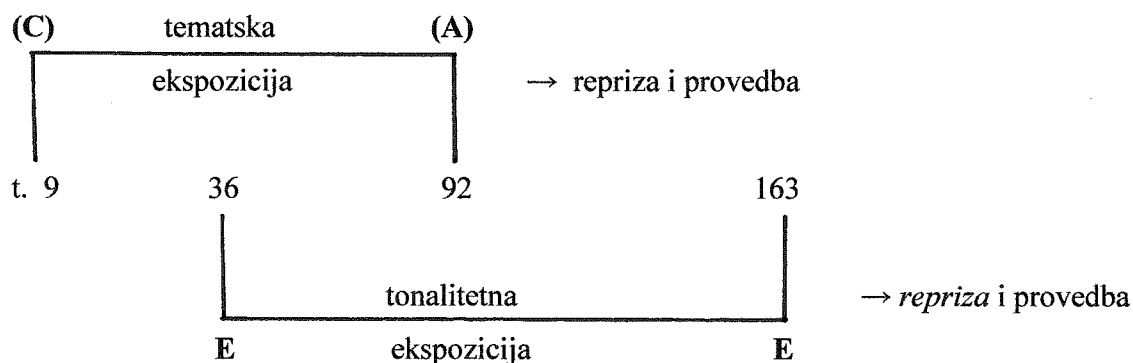 (C) tematska (A)
ekspozicija → repriza i provedba
t. 9 36 92 163
tonalitetna → repriza i provedba
E ekspozicija E